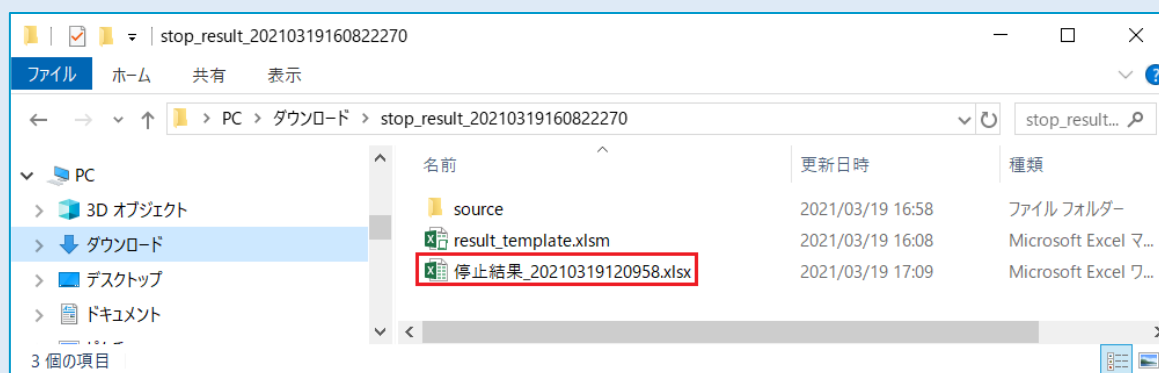 stop_result_20210319160822270
ファイル ホーム 共有 表示
PC > ダウンロード > stop_result_20210319160822270 stop_result...
名前 更新日時 種類
PC
3D オブジェクト
ダウンロード
デスクトップ
ドキュメント
source 2021/03/19 16:58 ファイル フォルダー
result_template.xlsm 2021/03/19 16:08 Microsoft Excel マ...
停止結果_20210319120958.xlsx 2021/03/19 17:09 Microsoft Excel ワ...
3 個の項目